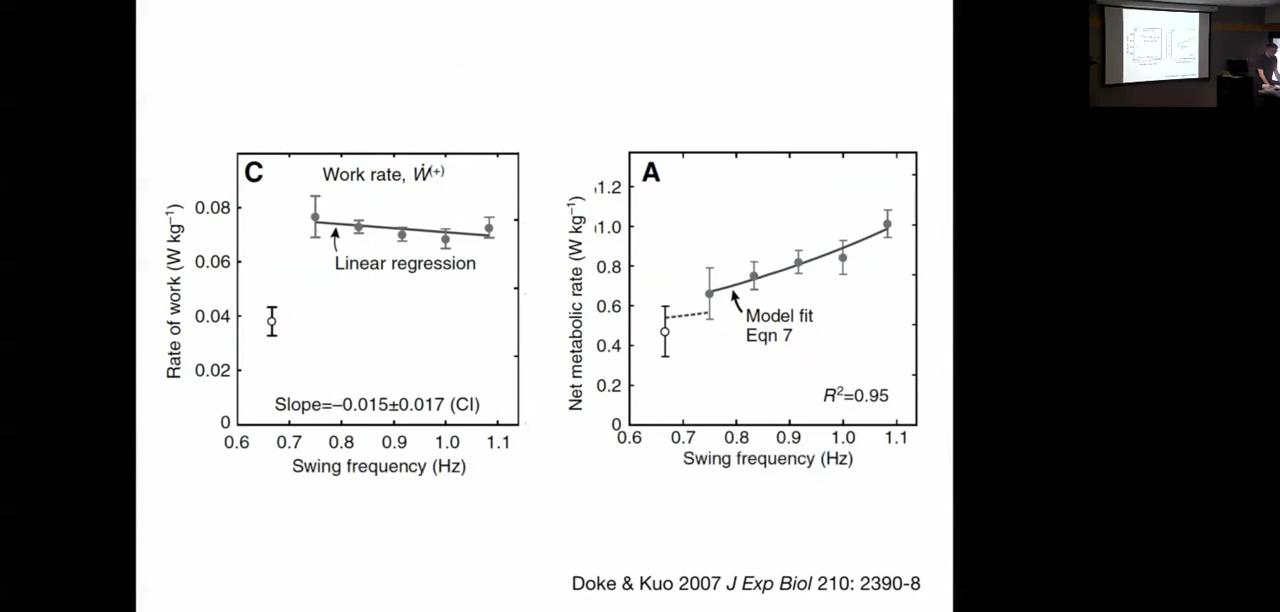 C
Work rate, Ẇ(+)
0.08
0.06
0.04
0.02
0
Rate of work (W kg–1)
Linear regression
Slope=–0.015±0.017 (CI)
0.6 0.7 0.8 0.9 1.0 1.1
Swing frequency (Hz)
A
1.2
1.0
0.8
0.6
0.4
0.2
0
Net metabolic rate (W kg–1)
Model fit
Eqn 7
R2=0.95
0.6 0.7 0.8 0.9 1.0 1.1
Swing frequency (Hz)
Doke & Kuo 2007 J Exp Biol 210: 2390-8